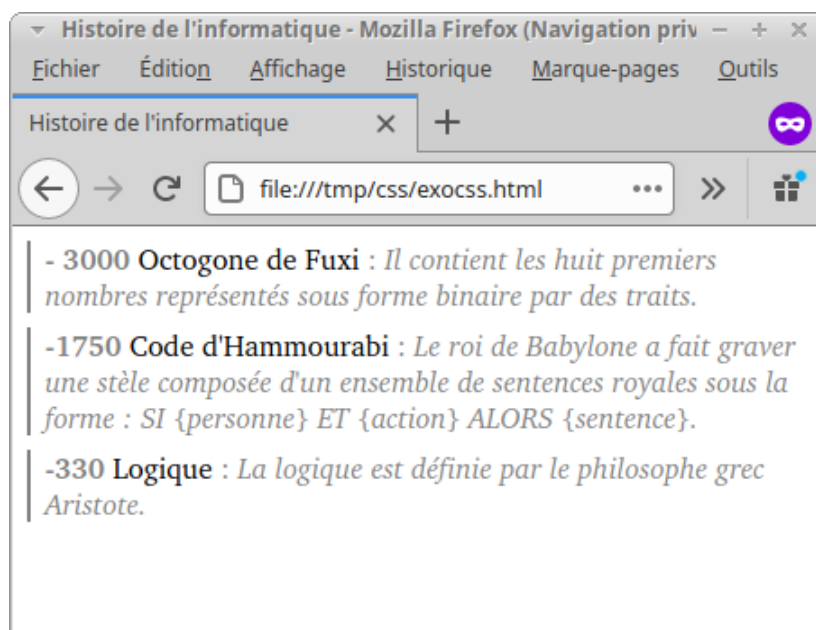 Histoire de l'informatique - Mozilla Firefox (Navigation priv
Fichier Édition Affichage Historique Marque-pages Outils
Histoire de l'informatique
file:///tmp/css/exocss.html
- 3000 Octogone de Fuxi : Il contient les huit premiers
nombres représentés sous forme binaire par des traits.
-1750 Code d'Hammourabi : Le roi de Babylone a fait graver
une stèle composée d'un ensemble de sentences royales sous la
forme : SI {personne} ET {action} ALORS {sentence}.
-330 Logique : La logique est définie par le philosophe grec
Aristote.